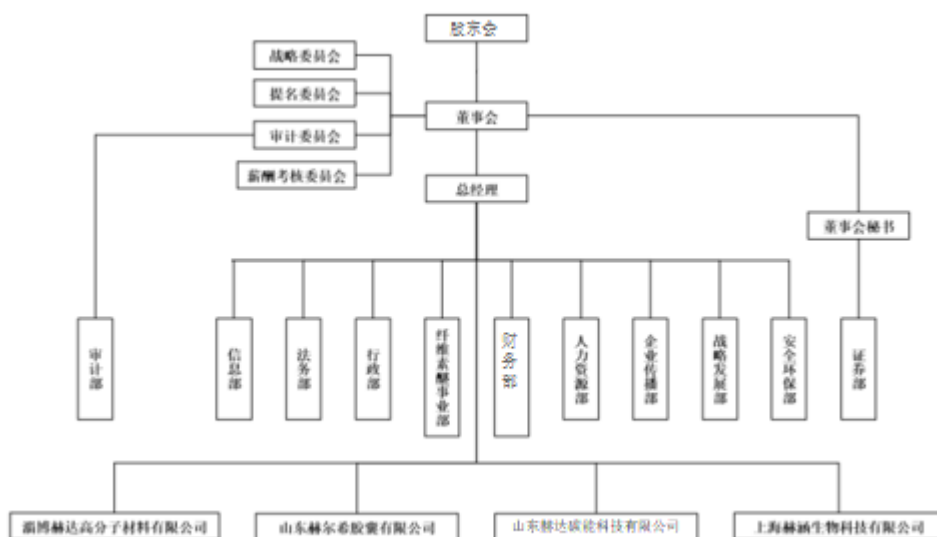 股东会
战略委员会
提名委员会
董事会
审计委员会
薪酬考核委员会
总经理
董事会秘书
审计部
信息部
法务部
行政部
纤维素醚事业部
财务部
人力资源部
企业传播部
战略发展部
安全环保部
证券部
淄博赫达高分子材料有限公司
山东赫尔希胶囊有限公司
山东赫达碳能科技有限公司
上海赫涵生物科技有限公司